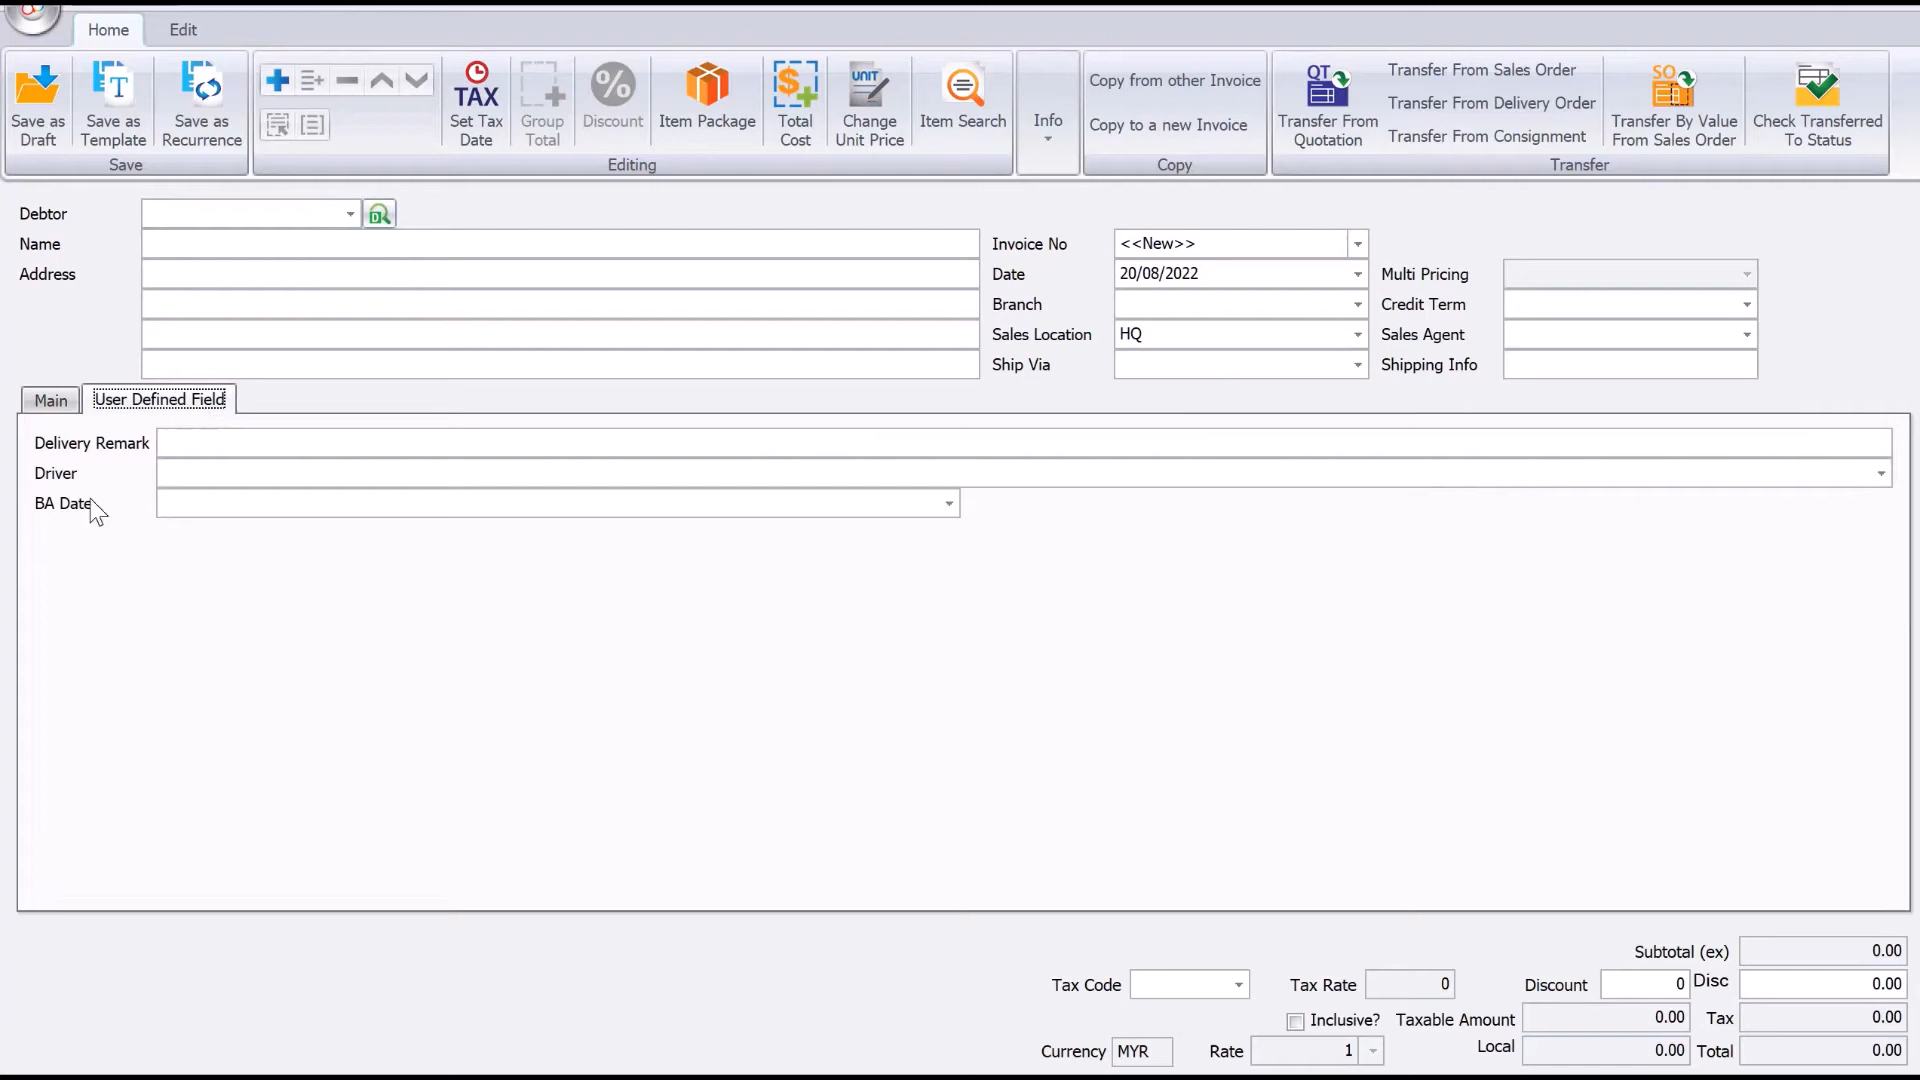 Home Edit
Save as Draft
Save as Template
Save as Recurrence
Save
TAX
Set Tax Date
Group Total
Discount
Item Package
Total Cost
UNIT
Change Unit Price
Item Search
Editing
Info
Copy from other Invoice
Copy to a new Invoice
Copy
QT
Transfer From Quotation
Transfer From Sales Order
Transfer From Delivery Order
Transfer From Consignment
SO
Transfer By Value From Sales Order
Check Transferred To Status
Transfer
Debtor
D
Name
Address
Invoice No <<New>>
Date 20/08/2022
Branch
Sales Location HQ
Ship Via
Multi Pricing
Credit Term
Sales Agent
Shipping Info
Main User Defined Field
Delivery Remark
Driver
BA Date
Subtotal (ex) 0.00
Tax Code Tax Rate 0 Discount 0 Disc 0.00
Inclusive? Taxable Amount 0.00 Tax 0.00
Currency MYR Rate 1 Local 0.00 Total 0.00